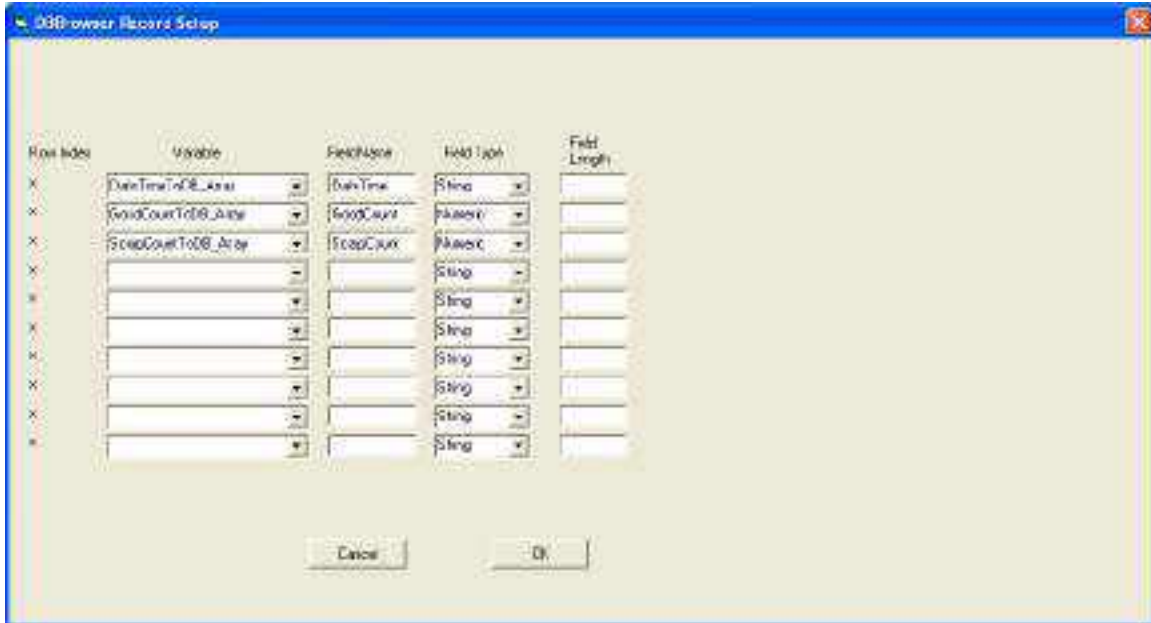 DBBrowser Record Setup
Field
Row Index Variable FieldName Field Type Length
X DateTimeToDB_Array DateTime String
X GoodCountToDB_Array GoodCount Numeric
X ScrapCountToDB_Array ScrapCount Numeric
X String
X String
X String
X String
X String
X String
String
Cancel OK